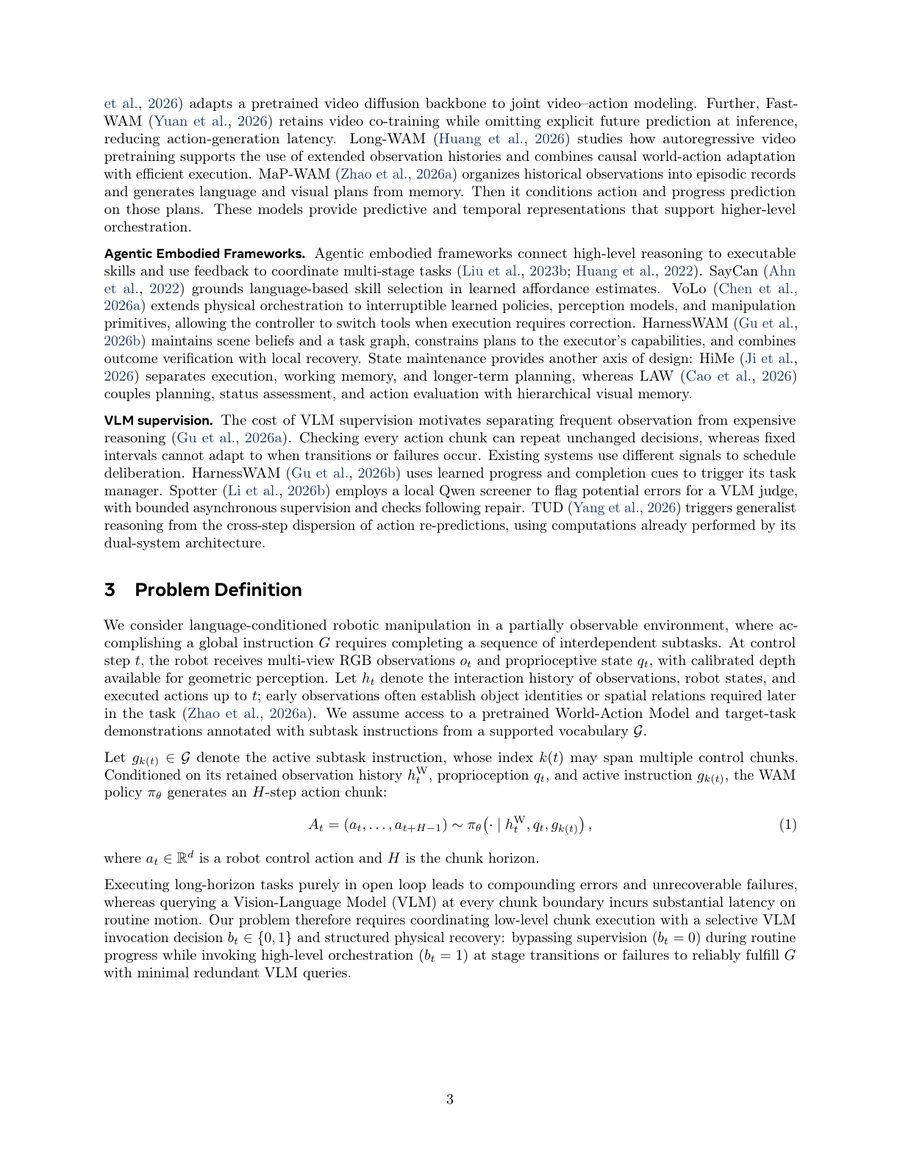 et al., 2026) adapts a pretrained video diffusion backbone to joint video–action modeling. Further, Fast-
WAM (Yuan et al., 2026) retains video co-training while omitting explicit future prediction at inference,
reducing action-generation latency. Long-WAM (Huang et al., 2026) studies how autoregressive video
pretraining supports the use of extended observation histories and combines causal world-action adaptation
with efficient execution. MaP-WAM (Zhao et al., 2026a) organizes historical observations into episodic records
and generates language and visual plans from memory. Then it conditions action and progress prediction
on those plans. These models provide predictive and temporal representations that support higher-level
orchestration.
Agentic Embodied Frameworks. Agentic embodied frameworks connect high-level reasoning to executable
skills and use feedback to coordinate multi-stage tasks (Liu et al., 2023b; Huang et al., 2022). SayCan (Ahn
et al., 2022) grounds language-based skill selection in learned affordance estimates. VoLo (Chen et al.,
2026a) extends physical orchestration to interruptible learned policies, perception models, and manipulation
primitives, allowing the controller to switch tools when execution requires correction. HarnessWAM (Gu et al.,
2026b) maintains scene beliefs and a task graph, constrains plans to the executor's capabilities, and combines
outcome verification with local recovery. State maintenance provides another axis of design: HiMe (Ji et al.,
2026) separates execution, working memory, and longer-term planning, whereas LAW (Cao et al., 2026)
couples planning, status assessment, and action evaluation with hierarchical visual memory.
VLM supervision. The cost of VLM supervision motivates separating frequent observation from expensive
reasoning (Gu et al., 2026a). Checking every action chunk can repeat unchanged decisions, whereas fixed
intervals cannot adapt to when transitions or failures occur. Existing systems use different signals to schedule
deliberation. HarnessWAM (Gu et al., 2026b) uses learned progress and completion cues to trigger its task
manager. Spotter (Li et al., 2026b) employs a local Qwen screener to flag potential errors for a VLM judge,
with bounded asynchronous supervision and checks following repair. TUD (Yang et al., 2026) triggers generalist
reasoning from the cross-step dispersion of action re-predictions, using computations already performed by its
dual-system architecture.
3 Problem Definition
We consider language-conditioned robotic manipulation in a partially observable environment, where ac-
complishing a global instruction G requires completing a sequence of interdependent subtasks. At control
step t, the robot receives multi-view RGB observations o_t and proprioceptive state q_t, with calibrated depth
available for geometric perception. Let h_t denote the interaction history of observations, robot states, and
executed actions up to t; early observations often establish object identities or spatial relations required later
in the task (Zhao et al., 2026a). We assume access to a pretrained World-Action Model and target-task
demonstrations annotated with subtask instructions from a supported vocabulary 𝒢.
Let g_{k(t)} ∈ 𝒢 denote the active subtask instruction, whose index k(t) may span multiple control chunks.
Conditioned on its retained observation history h_t^W, proprioception q_t, and active instruction g_{k(t)}, the WAM
policy π_θ generates an H-step action chunk:
A_t = (a_t, . . . , a_{t+H−1}) ∼ π_θ(· | h_t^W, q_t, g_{k(t)}), (1)
where a_t ∈ ℝ^d is a robot control action and H is the chunk horizon.
Executing long-horizon tasks purely in open loop leads to compounding errors and unrecoverable failures,
whereas querying a Vision-Language Model (VLM) at every chunk boundary incurs substantial latency on
routine motion. Our problem therefore requires coordinating low-level chunk execution with a selective VLM
invocation decision b_t ∈ {0, 1} and structured physical recovery: bypassing supervision (b_t = 0) during routine
progress while invoking high-level orchestration (b_t = 1) at stage transitions or failures to reliably fulfill G
with minimal redundant VLM queries.
3